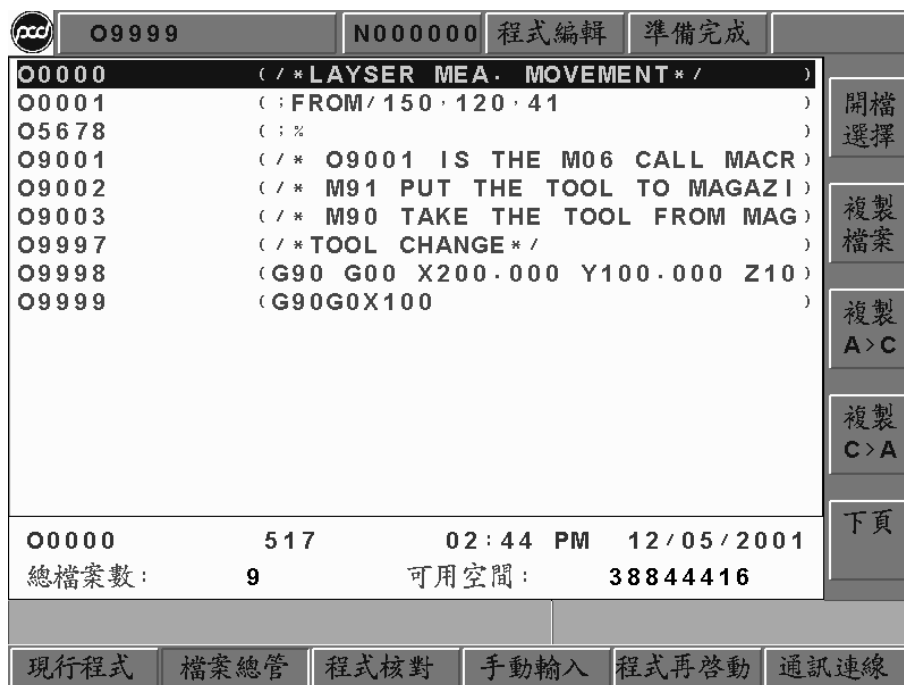 pcd O9999 N000000 程式編輯 準備完成
O0000 (/*LAYSER MEA. MOVEMENT*/ )
O0001 (;FROM/150,120,41 )
O5678 (;% )
O9001 (/* O9001 IS THE M06 CALL MACR)
O9002 (/* M91 PUT THE TOOL TO MAGAZI)
O9003 (/* M90 TAKE THE TOOL FROM MAG)
O9997 (/*TOOL CHANGE*/ )
O9998 (G90 G00 X200.000 Y100.000 Z10)
O9999 (G90G0X100 )
O0000 517 02:44 PM 12/05/2001
總檔案數: 9 可用空間: 38844416
開檔
選擇
複製
檔案
複製
A>C
複製
C>A
下頁
現行程式 檔案總管 程式核對 手動輸入 程式再啓動 通訊連線